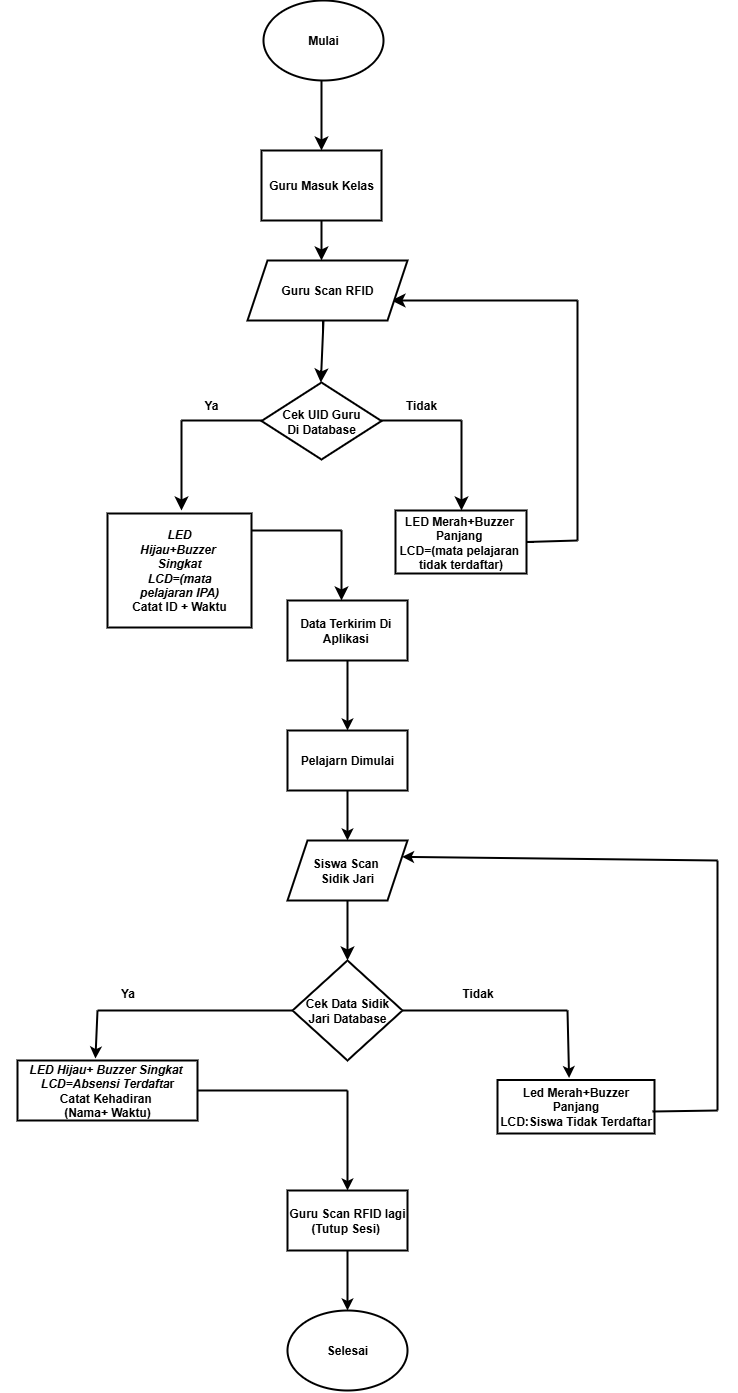 Mulai
Guru Masuk Kelas
Guru Scan RFID
Cek UID Guru
Di Database
Ya
Tidak
LED
Hijau+Buzzer
Singkat
LCD=(mata
pelajaran IPA)
Catat ID + Waktu
LED Merah+Buzzer
Panjang
LCD=(mata pelajaran
tidak terdaftar)
Data Terkirim Di
Aplikasi
Pelajarn Dimulai
Siswa Scan
Sidik Jari
Cek Data Sidik
Jari Database
Ya
Tidak
LED Hijau+ Buzzer Singkat
LCD=Absensi Terdaftar
Catat Kehadiran
(Nama+ Waktu)
Led Merah+Buzzer
Panjang
LCD:Siswa Tidak Terdaftar
Guru Scan RFID lagi
(Tutup Sesi)
Selesai